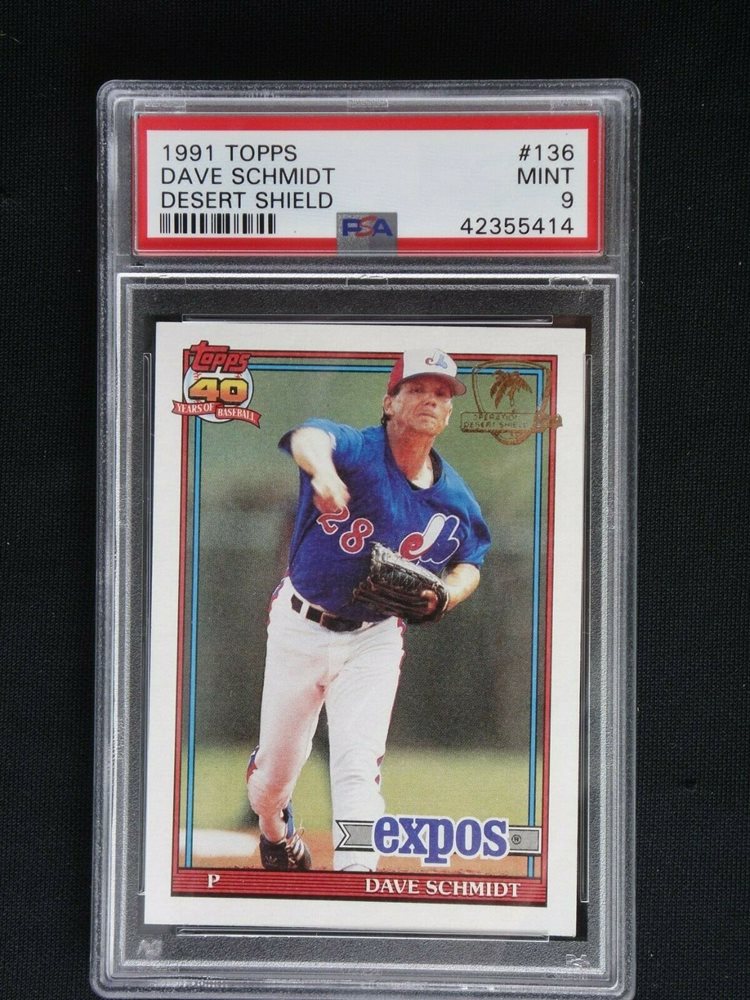 1991 TOPPS #136
DAVE SCHMIDT MINT
DESERT SHIELD 9
PSA 42355414
Topps
40
YEARS OF BASEBALL
DESERT SHIELD
28
expos®
P DAVE SCHMIDT